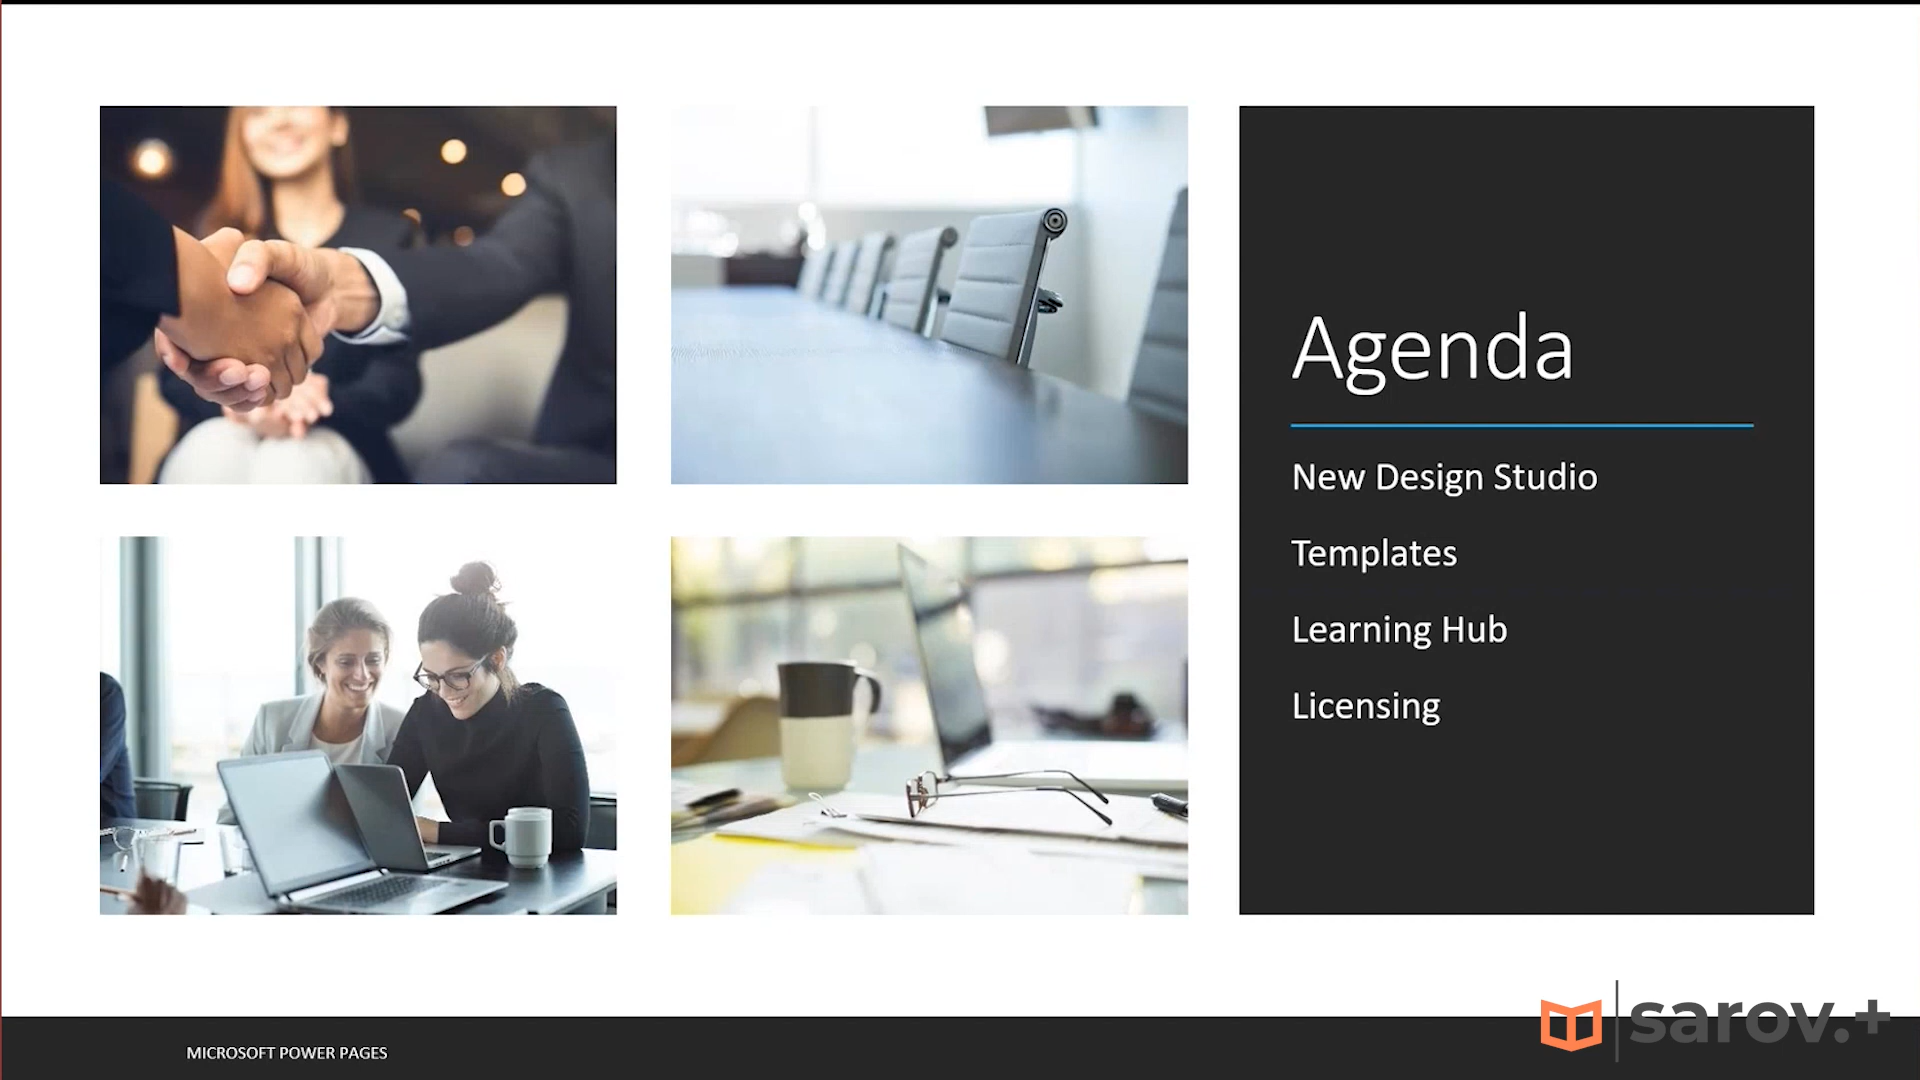 Agenda
New Design Studio
Templates
Learning Hub
Licensing
MICROSOFT POWER PAGES
sarov.+